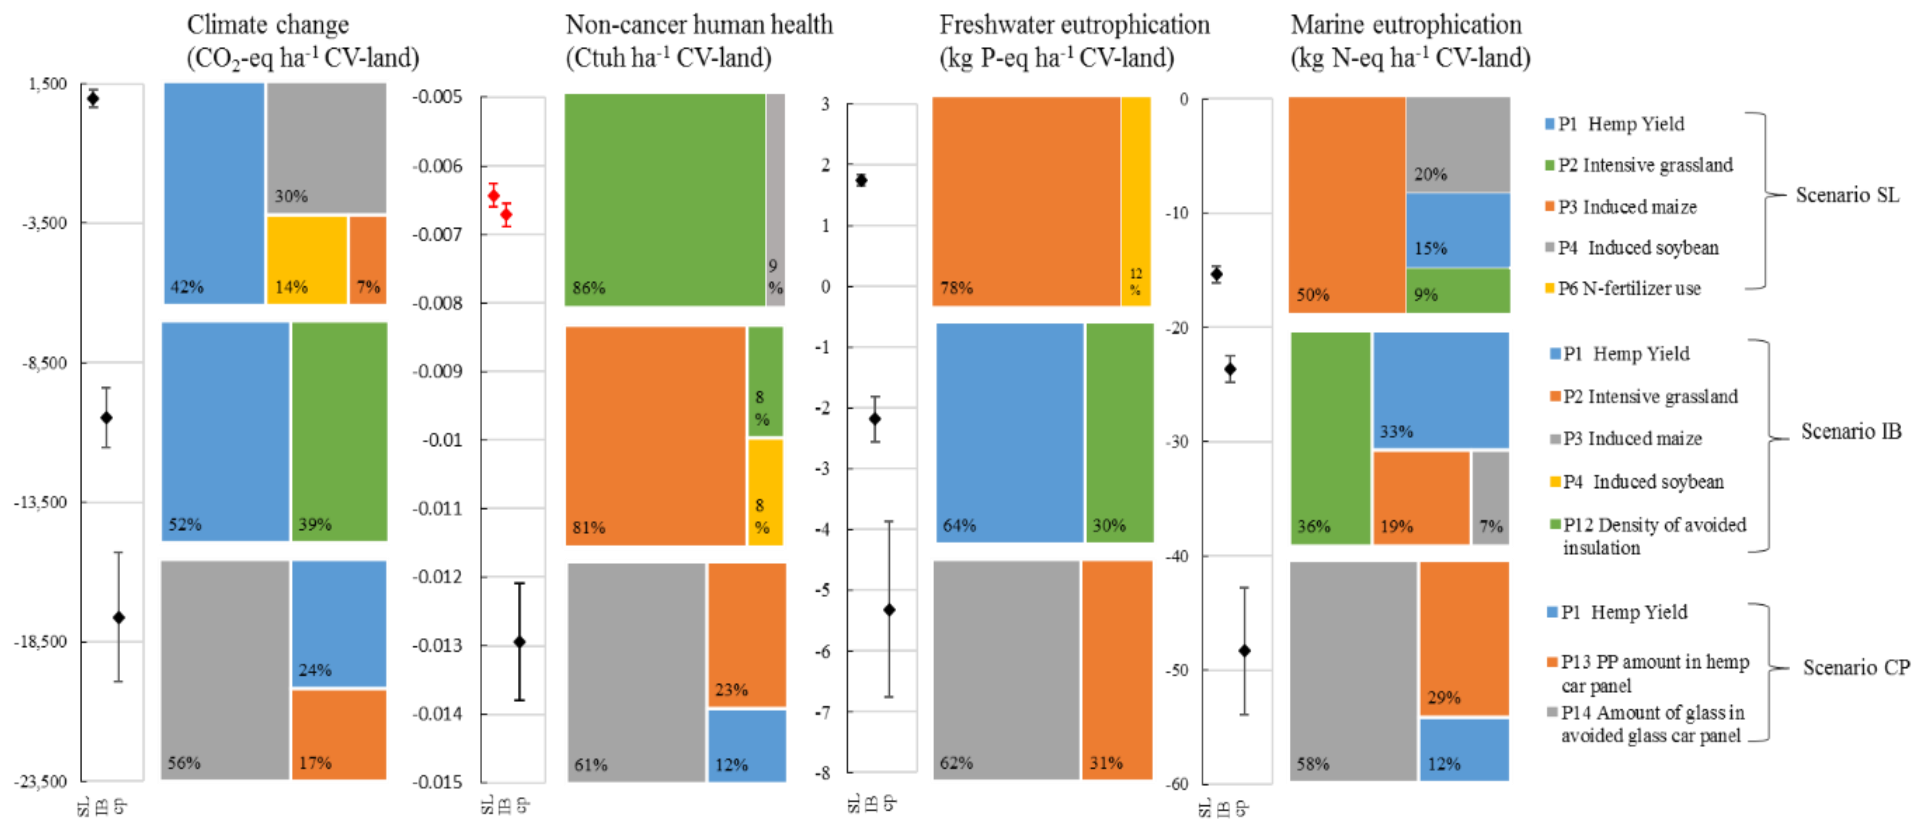 Climate change
(CO₂-eq ha⁻¹ CV-land)
1,500
-3,500
-8,500
-13,500
-18,500
-23,500
SL
IB
cp
42%
30%
14%
7%
52%
39%
56%
24%
17%
Non-cancer human health
(Ctuh ha⁻¹ CV-land)
-0.005
-0.006
-0.007
-0.008
-0.009
-0.01
-0.011
-0.012
-0.013
-0.014
-0.015
SL
IB
cp
86%
9
%
81%
8
%
8
%
61%
23%
12%
Freshwater eutrophication
(kg P-eq ha⁻¹ CV-land)
3
2
1
0
-1
-2
-3
-4
-5
-6
-7
-8
SL
IB
cp
78%
12
%
64%
30%
62%
31%
Marine eutrophication
(kg N-eq ha⁻¹ CV-land)
0
-10
-20
-30
-40
-50
-60
SL
IB
cp
50%
20%
15%
9%
36%
33%
19%
7%
58%
29%
12%
P1 Hemp Yield
P2 Intensive grassland
P3 Induced maize
P4 Induced soybean
P6 N-fertilizer use
Scenario SL
P1 Hemp Yield
P2 Intensive grassland
P3 Induced maize
P4 Induced soybean
P12 Density of avoided
insulation
Scenario IB
P1 Hemp Yield
P13 PP amount in hemp
car panel
P14 Amount of glass in
avoided glass car panel
Scenario CP